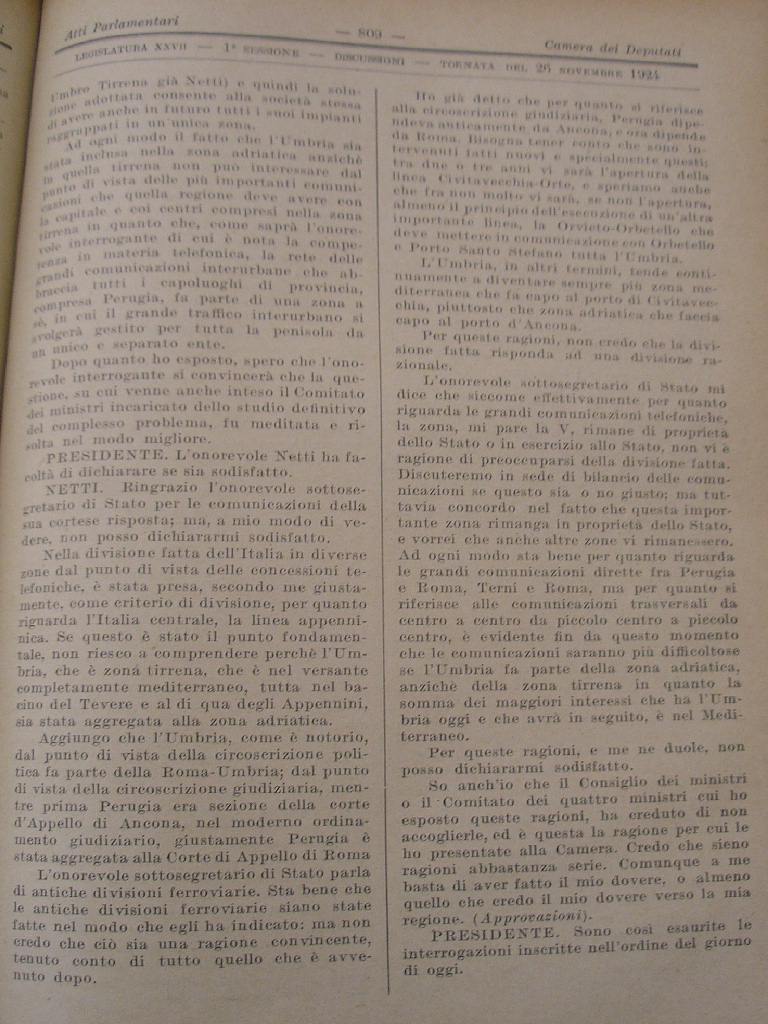 Atti Parlamentari
— 809 —
Camera dei Deputati
LEGISLATURA XXVII — 1ª SESSIONE — DISCUSSIONI — TORNATA DEL 26 NOVEMBRE 1924
Umbro Tirrena già Netti) e quindi la solu-
zione adottata consente alla società stessa
di avere anche in futuro tutti i suoi impianti
raggruppati in un'unica zona.
Ad ogni modo il fatto che l'Umbria sia
stata inclusa nella zona adriatica anzichè
in quella tirrena non può interessare dal
punto di vista delle più importanti comuni-
cazioni che quella regione deve avere con
la capitale e coi centri compresi nella zona
tirrena in quanto che, come saprà l'onore-
vole interrogante di cui è nota la compe-
tenza in materia telefonica, la rete delle
grandi comunicazioni interurbane che ab-
braccia tutti i capoluoghi di provincia,
compresa Perugia, fa parte di una zona a
sè, in cui il grande traffico interurbano si
svolgerà gestito per tutta la penisola da
un unico e separato ente.
Dopo quanto ho esposto, spero che l'ono-
revole interrogante si convincerà che la que-
stione, su cui venne anche inteso il Comitato
dei ministri incaricato dello studio definitivo
del complesso problema, fu meditata e ri-
solta nel modo migliore.
PRESIDENTE. L'onorevole Netti ha fa-
coltà di dichiarare se sia sodisfatto.
NETTI. Ringrazio l'onorevole sottose-
gretario di Stato per le comunicazioni della
sua cortese risposta; ma, a mio modo di ve-
dere, non posso dichiararmi sodisfatto.
Nella divisione fatta dell'Italia in diverse
zone dal punto di vista delle concessioni te-
lefoniche, è stata presa, secondo me giusta-
mente, come criterio di divisione, per quanto
riguarda l'Italia centrale, la linea appenni-
nica. Se questo è stato il punto fondamen-
tale, non riesco a comprendere perchè l'Um-
bria, che è zona tirrena, che è nel versante
completamente mediterraneo, tutta nel ba-
cino del Tevere e al di qua degli Appennini,
sia stata aggregata alla zona adriatica.
Aggiungo che l'Umbria, come è notorio,
dal punto di vista della circoscrizione poli-
tica fa parte della Roma-Umbria; dal punto
di vista della circoscrizione giudiziaria, men-
tre prima Perugia era sezione della corte
d'Appello di Ancona, nel moderno ordina-
mento giudiziario, giustamente Perugia è
stata aggregata alla Corte di Appello di Roma
L'onorevole sottosegretario di Stato parla
di antiche divisioni ferroviarie. Sta bene che
le antiche divisioni ferroviarie siano state
fatte nel modo che egli ha indicato: ma non
credo che ciò sia una ragione convincente,
tenuto conto di tutto quello che è avve-
nuto dopo.
Ho già detto che per quanto si riferisce
alla circoscrizione giudiziaria, Perugia dipe-
ndeva anticamente da Ancona, e ora dipende
da Roma. Bisogna tener conto che sono in-
tervenuti fatti nuovi e specialmente questi:
tra due o tre anni vi sarà l'apertura della
linea Civitavecchia-Orte, e speriamo anche
che fra non molto vi sarà, se non l'apertura,
almeno il principio dell'esecuzione di un'altra
importante linea, la Orvieto-Orbetello che
deve mettere in comunicazione con Orbetello
e Porto Santo Stefano tutta l'Umbria.
L'Umbria, in altri termini, tende conti-
nuamente a diventare sempre più zona me-
diterranea che fa capo al porto di Civitavec-
chia, piuttosto che zona adriatica che faccia
capo al porto d'Ancona.
Per queste ragioni, non credo che la divi-
sione fatta risponda ad una divisione ra-
zionale.
L'onorevole sottosegretario di Stato mi
dice che siccome effettivamente per quanto
riguarda le grandi comunicazioni telefoniche,
la zona, mi pare la V, rimane di proprietà
dello Stato o in esercizio allo Stato, non vi è
ragione di preoccuparsi della divisione fatta.
Discuteremo in sede di bilancio delle comu-
nicazioni se questo sia o no giusto; ma tut-
tavia concordo nel fatto che questa impor-
tante zona rimanga in proprietà dello Stato,
e vorrei che anche altre zone vi rimanessero.
Ad ogni modo sta bene per quanto riguarda
le grandi comunicazioni dirette fra Perugia
e Roma, Terni e Roma, ma per quanto si
riferisce alle comunicazioni trasversali da
centro a centro da piccolo centro a piccolo
centro, è evidente fin da questo momento
che le comunicazioni saranno più difficoltose
se l'Umbria fa parte della zona adriatica,
anzichè della zona tirrena in quanto la
somma dei maggiori interessi che ha l'Um-
bria oggi e che avrà in seguito, è nel Medi-
terraneo.
Per queste ragioni, e me ne duole, non
posso dichiararmi sodisfatto.
So anch'io che il Consiglio dei ministri
o il Comitato dei quattro ministri cui ho
esposto queste ragioni, ha creduto di non
accoglierle, ed è questa la ragione per cui le
ho presentate alla Camera. Credo che sieno
ragioni abbastanza serie. Comunque a me
basta di aver fatto il mio dovere, o almeno
quello che credo il mio dovere verso la mia
regione. (Approvazioni).
PRESIDENTE. Sono così esaurite le
interrogazioni inscritte nell'ordine del giorno
di oggi.